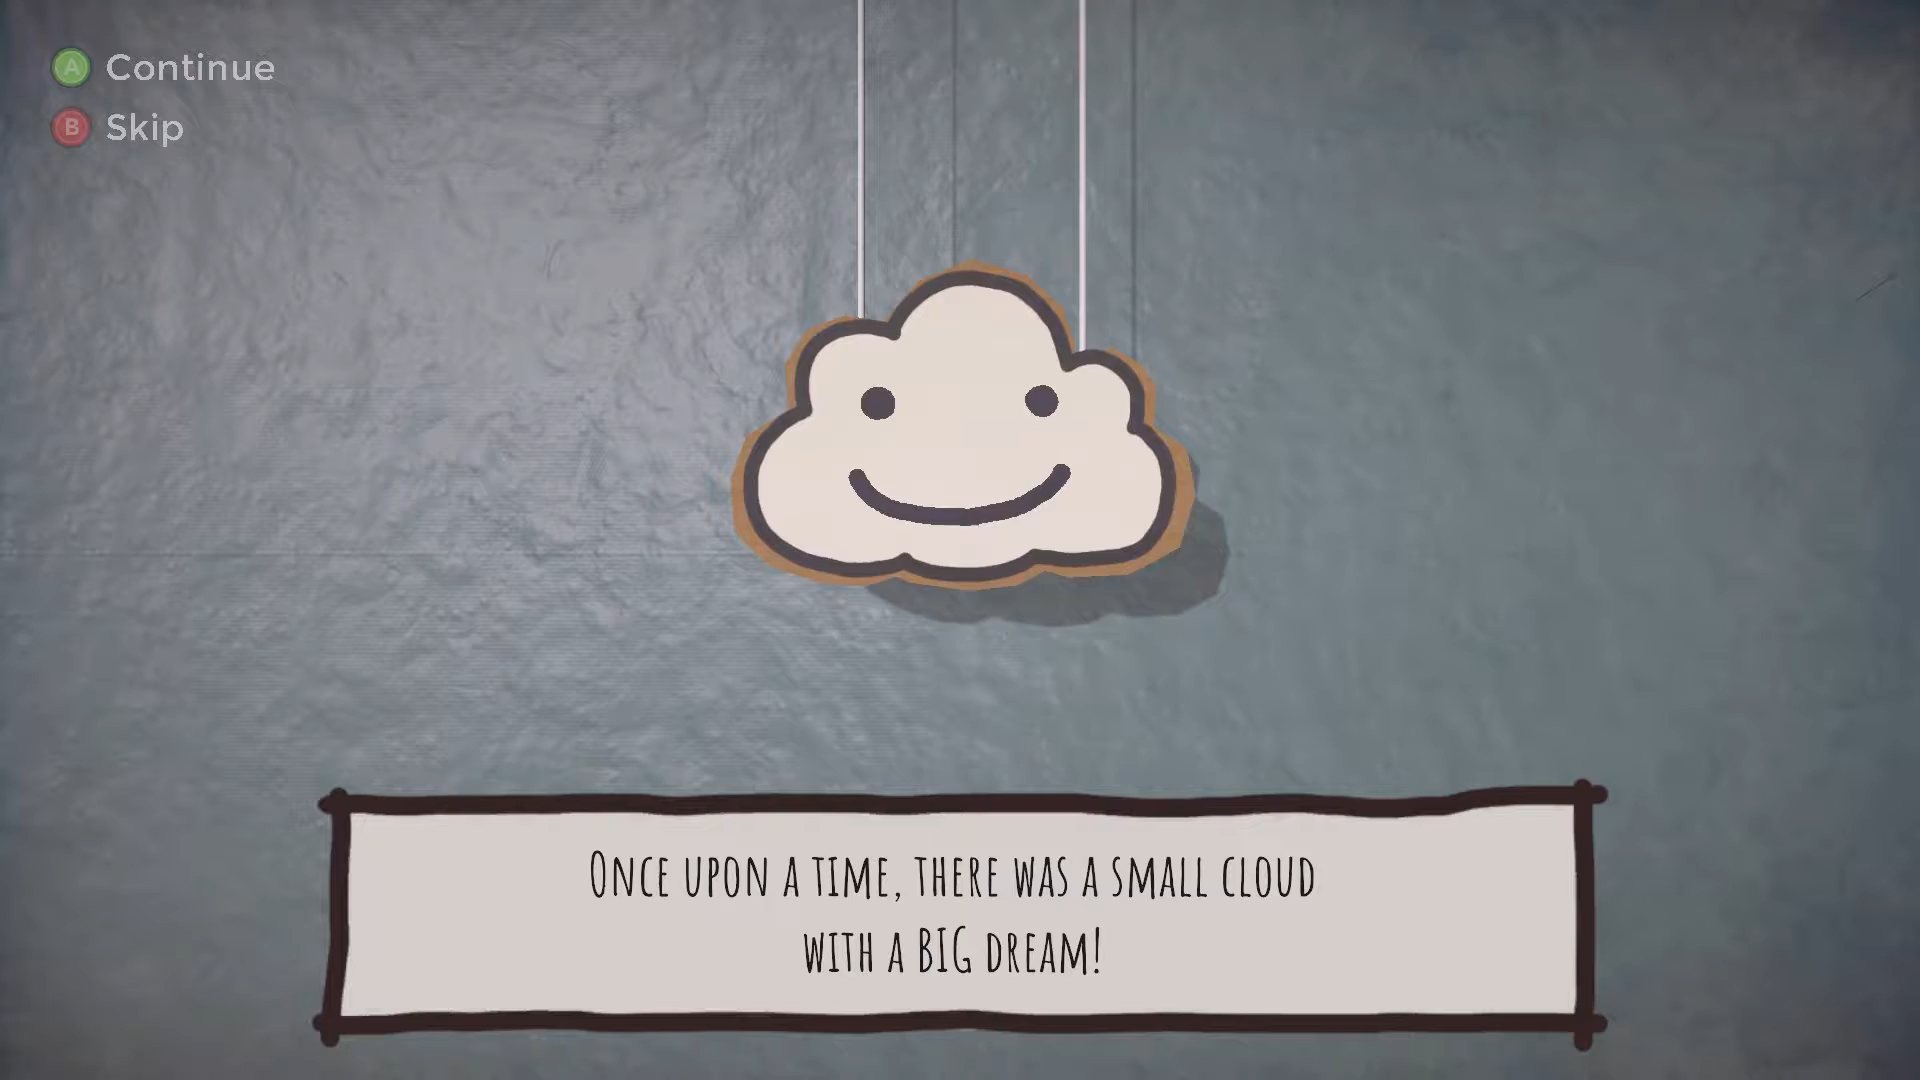 A Continue
B Skip
Once upon a time, there was a small cloud
with a BIG dream!